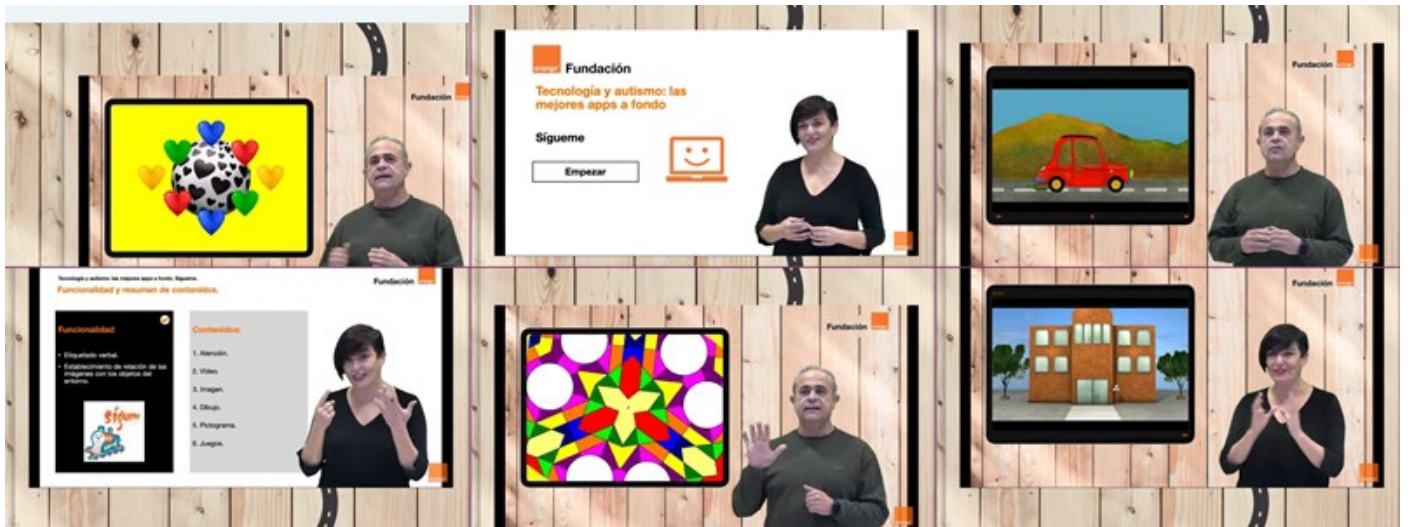 Fundación
orange
Fundación
Tecnología y autismo: las
mejores apps a fondo
Sígueme
Empezar
Fundación
Tecnología y autismo: las mejores apps a fondo. Sígueme.
Funcionalidad y resumen de contenidos.
Fundación
Funcionalidad
• Etiquetado verbal.
• Establecimiento de relación de las
imágenes con los objetos del
entorno.
Contenidos:
1. Atención.
2. Vídeo.
3. Imagen.
4. Dibujo.
5. Pictograma.
6. Juegos.
Fundación
Fundación